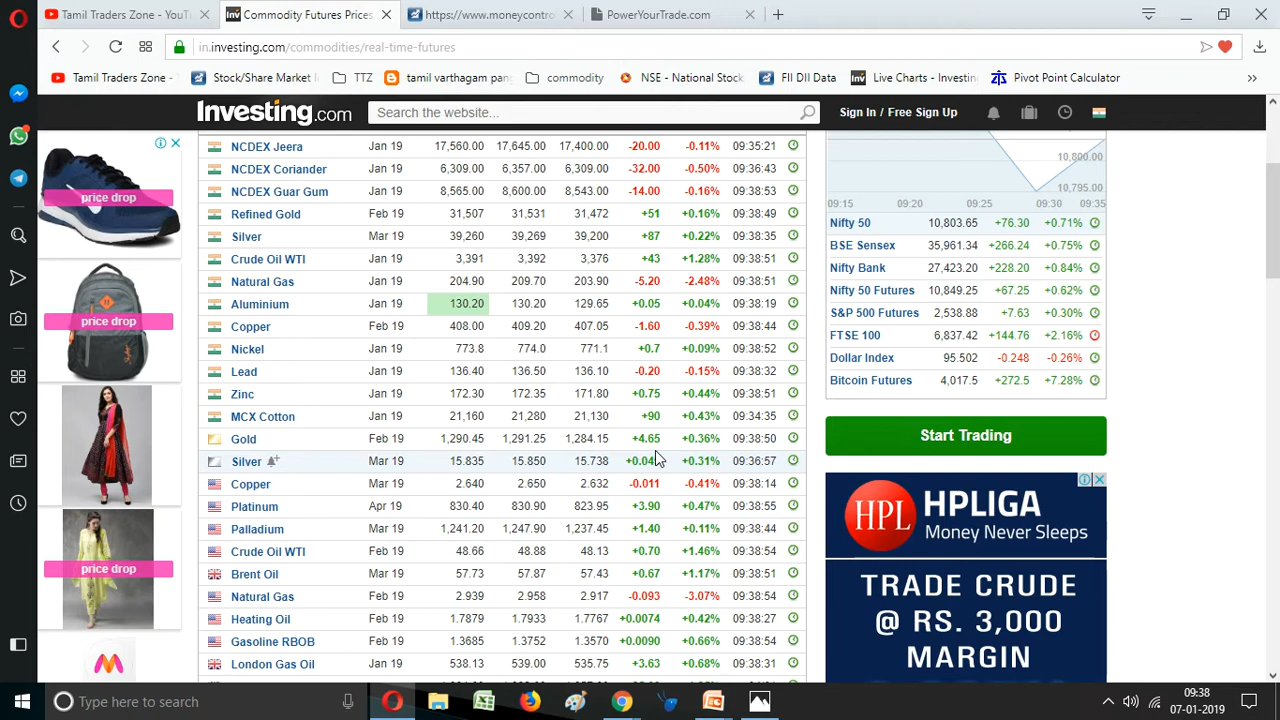 Tamil Traders Zone - YouT
Commodity Futures Prices
https://www.moneycontro
PowerYourTrade.com
in.investing.com/commodities/real-time-futures
Tamil Traders Zone -
Stock/Share Market I
TTZ
tamil varthagam pan
commodity
NSE - National Stock
FII DII Data
Live Charts - Investin
Pivot Point Calculator
Investing.com
Search the website...
Sign In / Free Sign Up
NCDEX Jeera Jan 19 17,560.00 17,645.00 17,400.00 -20.00 -0.11% 09:35:21
NCDEX Coriander Jan 19 6,309.00 6,357.00 6,309.00 -32.00 -0.50% 09:36:43
NCDEX Guar Gum Jan 19 8,565.00 8,600.00 8,543.00 -14.00 -0.16% 09:38:53
Refined Gold Feb 19 31,507 31,531 31,472 +51 +0.16% 09:38:49
Silver Mar 19 39,260 39,269 39,200 +87 +0.22% 09:38:35
Crude Oil WTI Jan 19 3,391 3,392 3,376 +43 +1.28% 09:38:51
Natural Gas Jan 19 204.90 209.70 203.90 -5.20 -2.48% 09:38:51
Aluminium Jan 19 130.20 130.20 129.65 +0.05 +0.04% 09:38:19
Copper Feb 19 408.00 409.20 407.05 -1.60 -0.39% 09:38:44
Nickel Jan 19 773.8 774.0 771.1 +0.7 +0.09% 09:38:52
Lead Jan 19 136.40 136.50 136.10 -0.20 -0.15% 09:38:32
Zinc Jan 19 172.30 172.35 171.80 +0.75 +0.44% 09:38:51
MCX Cotton Jan 19 21,160 21,280 21,130 +90 +0.43% 09:34:35
Gold Feb 19 1,290.45 1,291.25 1,284.15 +4.65 +0.36% 09:38:50
Silver Mar 19 15.835 15.850 15.738 +0.31% 09:36:57
Copper Mar 19 2.640 2.650 2.632 -0.011 -0.41% 09:38:14
Platinum Apr 19 830.40 830.90 823.95 +3.90 +0.47% 09:38:55
Palladium Mar 19 1,241.20 1,247.90 1,237.45 +1.40 +0.11% 09:38:44
Crude Oil WTI Feb 19 48.66 48.88 48.13 +0.70 +1.46% 09:38:54
Brent Oil Mar 19 57.73 57.87 57.43 +0.67 +1.17% 09:38:51
Natural Gas Feb 19 2.939 2.958 2.917 -0.093 -3.07% 09:38:54
Heating Oil Feb 19 1.7879 1.7933 1.7767 +0.0074 +0.42% 09:38:27
Gasoline RBOB Feb 19 1.3685 1.3752 1.3570 +0.0090 +0.66% 09:38:54
London Gas Oil Jan 19 538.13 539.00 535.75 +3.63 +0.68% 09:38:31
10,800.00
10,795.00
09:15 09:20 09:25 09:30 09:35
Nifty 50 10,803.65 +76.30 +0.71%
BSE Sensex 35,961.34 +266.24 +0.75%
Nifty Bank 27,423.20 +228.20 +0.84%
Nifty 50 Futures 10,849.25 +67.25 +0.62%
S&P 500 Futures 2,538.88 +7.63 +0.30%
FTSE 100 6,837.42 +144.76 +2.16%
Dollar Index 95.502 -0.248 -0.26%
Bitcoin Futures 4,017.5 +272.5 +7.28%
Start Trading
HPL
HPLIGA
Money Never Sleeps
TRADE CRUDE
@ RS. 3,000
MARGIN
price drop
price drop
price drop
Type here to search
09:38
07-01-2019